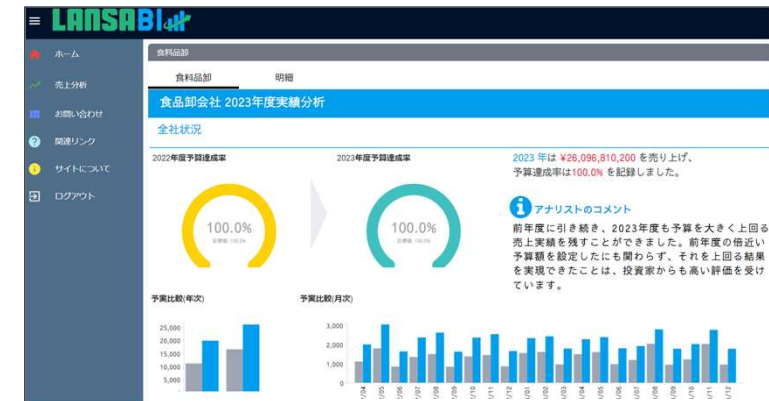 LANSA BI
食料品卸
ホーム
売上分析
お問い合わせ
関連リンク
サイトについて
ログアウト
食料品卸 明細
食品卸会社 2023年度実績分析
全社状況
2022年度予算達成率
100.0%
2023年度予算達成率
100.0%
2023 年は ¥26,096,810,200 を売り上げ、
予算達成率は100.0% を記録しました。
アナリストのコメント
前年度に引き続き、2023年度も予算を大きく上回る
売上実績を残すことができました。前年度の倍近い
予算額を設定したにも関わらず、それを上回る結果
を実現できたことは、投資家からも高い評価を受け
ています。
予実比較(年次)
25,000
20,000
15,000
10,000
5,000
予実比較(月次)
3,000
2,000
1,000
0